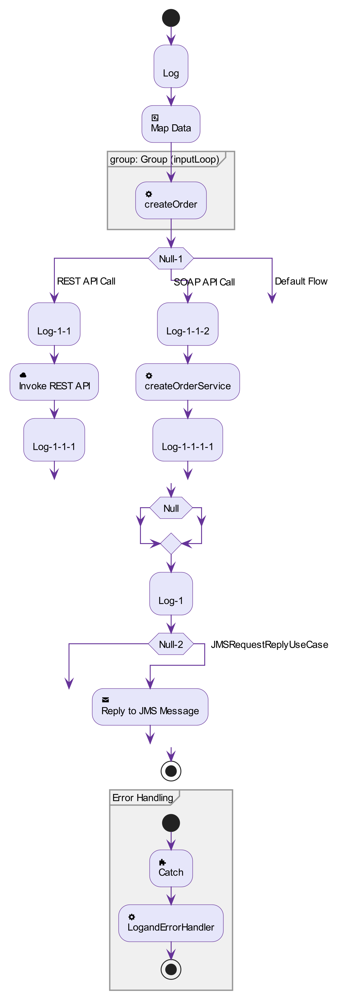 Log
Map Data
group: Group (inputLoop)
createOrder
Null-1
REST API Call
SOAP API Call
Default Flow
Log-1-1
Log-1-1-2
Invoke REST API
createOrderService
Log-1-1-1
Log-1-1-1-1
Null
Log-1
Null-2
JMSRequestReplyUseCase
Reply to JMS Message
Error Handling
Catch
LogandErrorHandler